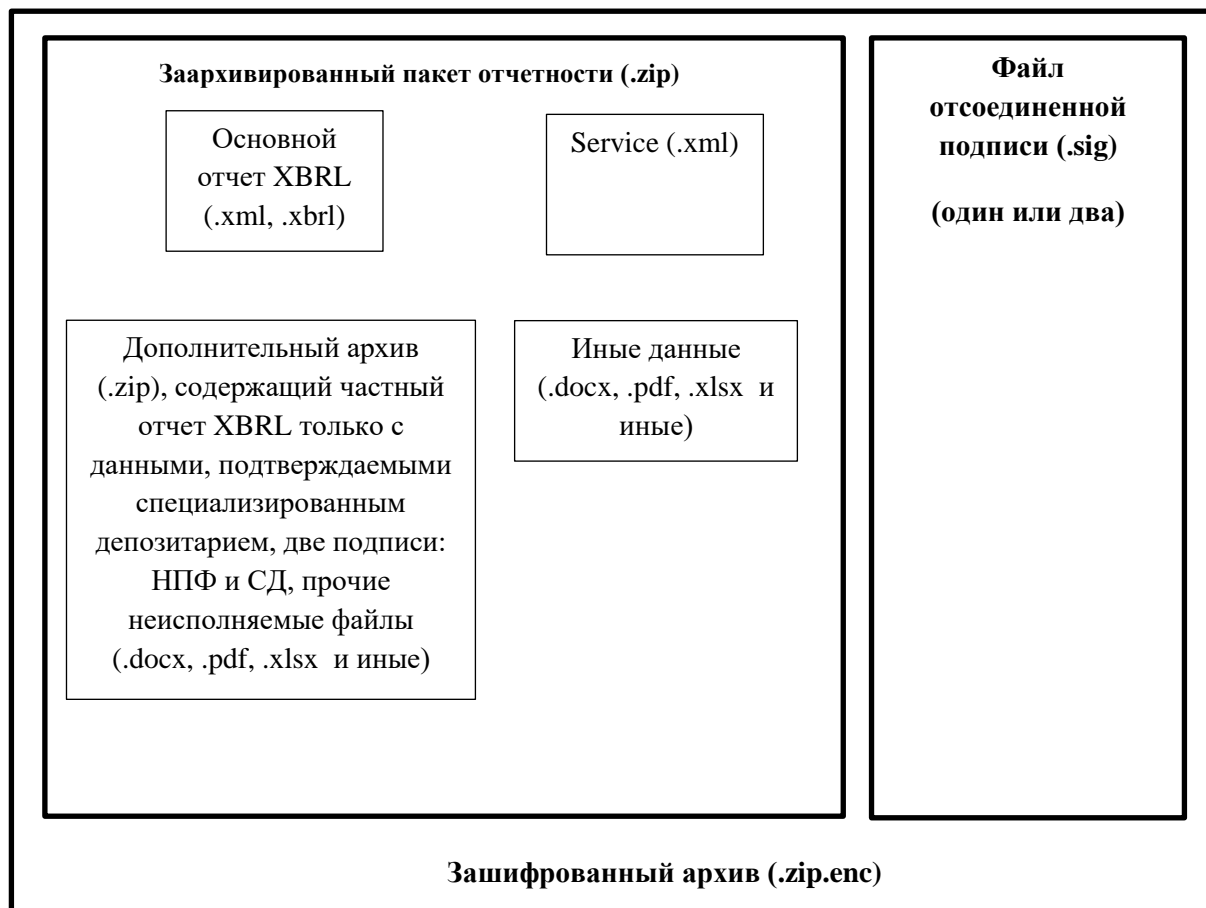 Заархивированный пакет отчетности (.zip)
Основной
отчет XBRL
(.xml, .xbrl)
Service (.xml)
Дополнительный архив
(.zip), содержащий частный
отчет XBRL только с
данными, подтверждаемыми
специализированным
депозитарием, две подписи:
НПФ и СД, прочие
неисполняемые файлы
(.docx, .pdf, .xlsx и иные)
Иные данные
(.docx, .pdf, .xlsx и
иные)
Файл
отсоединенной
подписи (.sig)
(один или два)
Зашифрованный архив (.zip.enc)